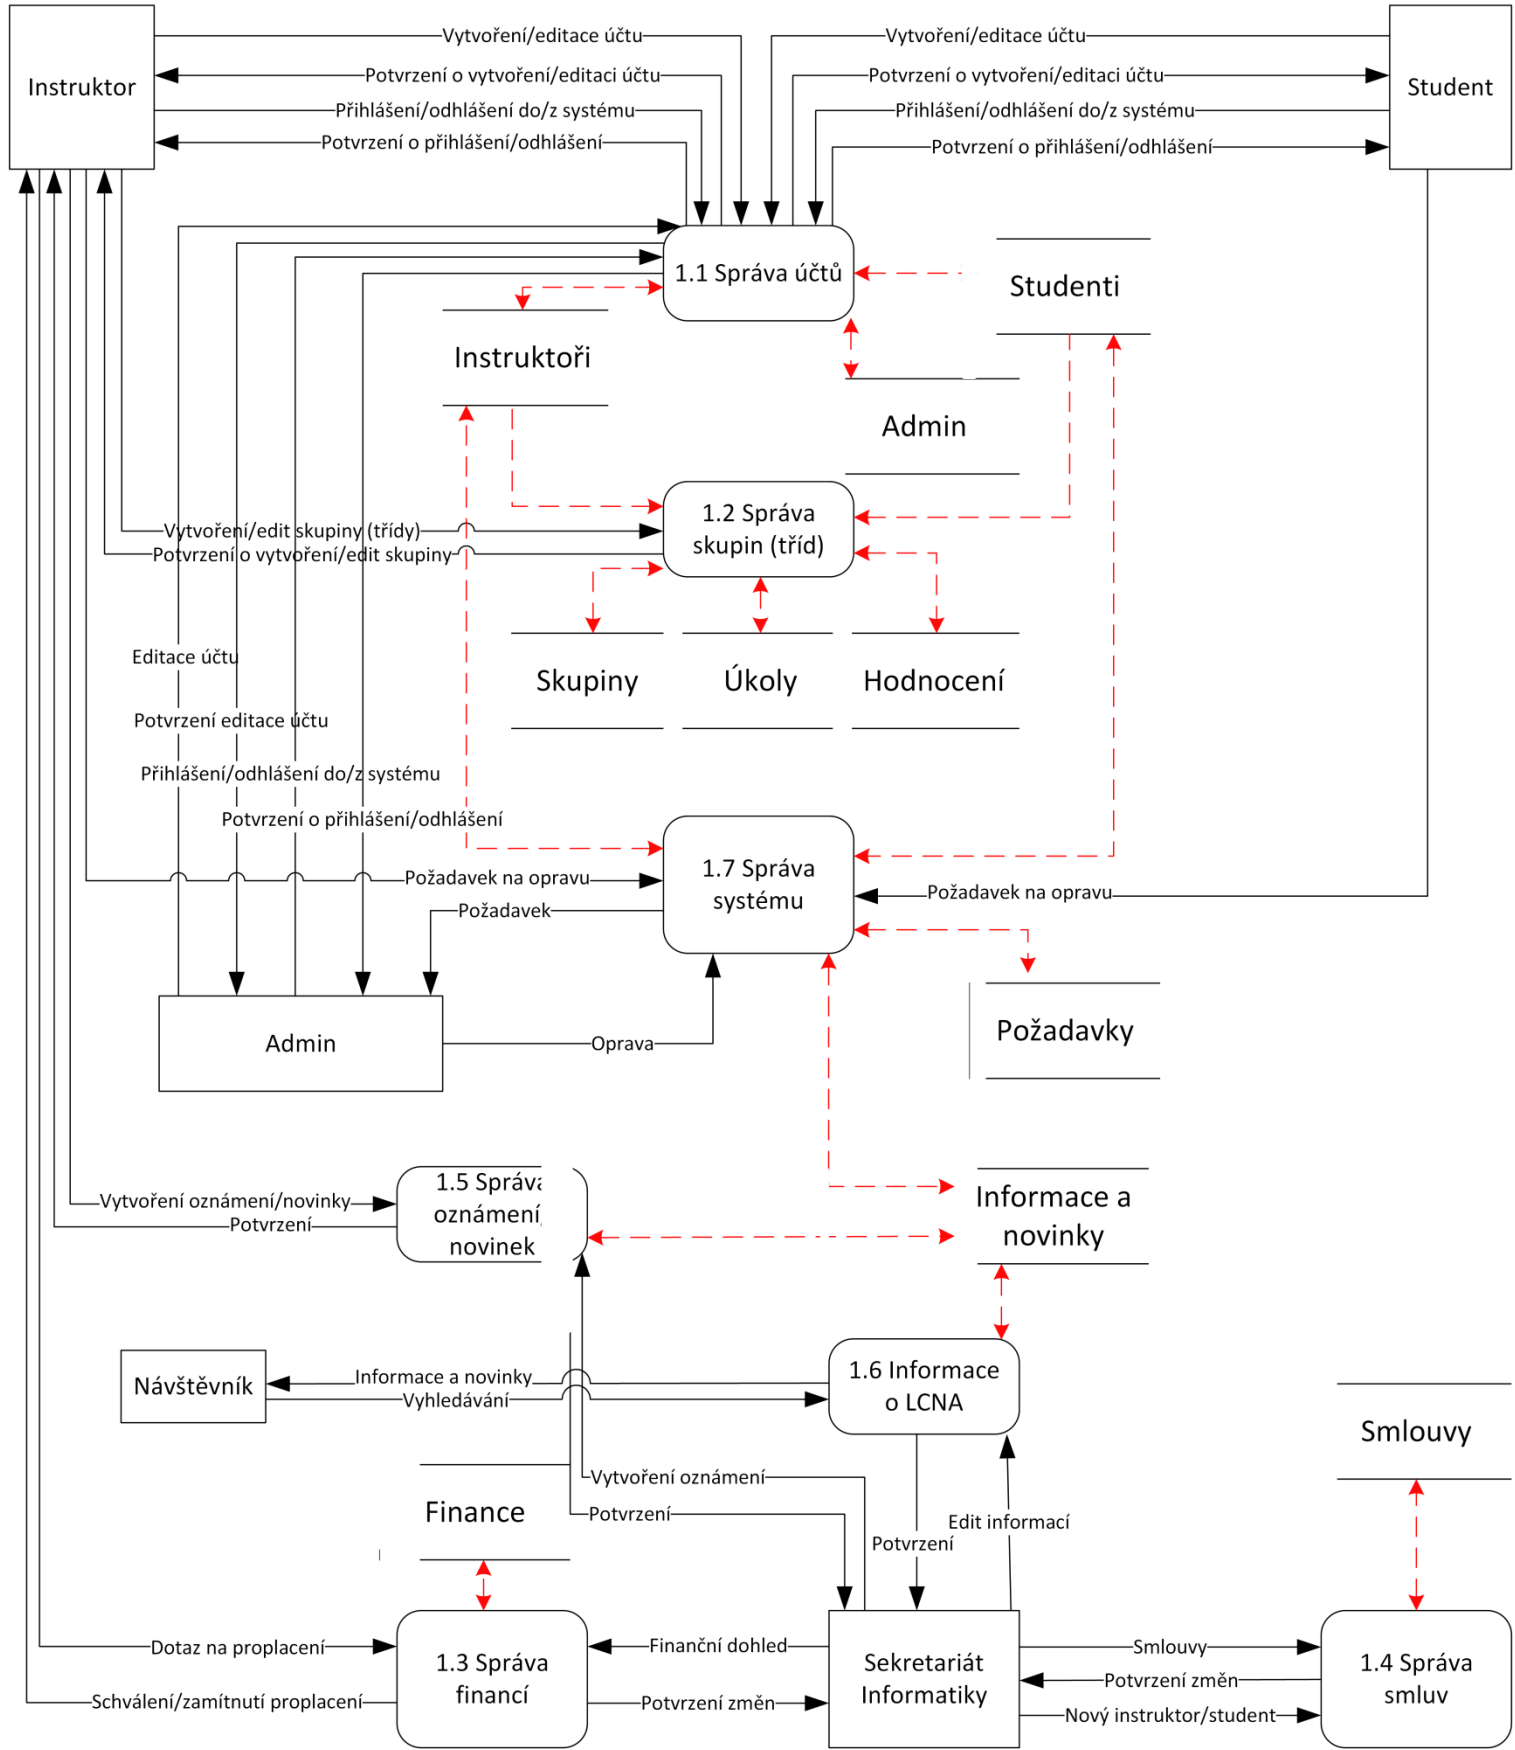 Vytvoření/editace účtu
Vytvoření/editace účtu
Instruktor
Potvrzení o vytvoření/editaci účtu
Potvrzení o vytvoření/editaci účtu
Student
Přihlášení/odhlášení do/z systému
Přihlášení/odhlášení do/z systému
Potvrzení o přihlášení/odhlášení
Potvrzení o přihlášení/odhlášení
1.1 Správa účtů
Studenti
Instruktoři
Admin
1.2 Správa
skupin (tříd)
Vytvoření/edit skupiny (třídy)
Potvrzení o vytvoření/edit skupiny
Editace účtu
Skupiny
Úkoly
Hodnocení
Potvrzení editace účtu
Přihlášení/odhlášení do/z systému
Potvrzení o přihlášení/odhlášení
1.7 Správa
systému
Požadavek na opravu
Požadavek na opravu
Požadavek
Admin
Oprava
Požadavky
1.5 Správa
oznámení,
novinek
Vytvoření oznámení/novinky
Potvrzení
Informace a
novinky
Návštěvník
Informace a novinky
Vyhledávání
1.6 Informace
o LCNA
Smlouvy
Vytvoření oznámení
Finance
Potvrzení
Edit informací
Potvrzení
Dotaz na proplacení
1.3 Správa
financí
Schválení/zamítnutí proplacení
Finanční dohled
Potvrzení změn
Sekretariát
Informatiky
Smlouvy
Potvrzení změn
Nový instruktor/student
1.4 Správa
smluv